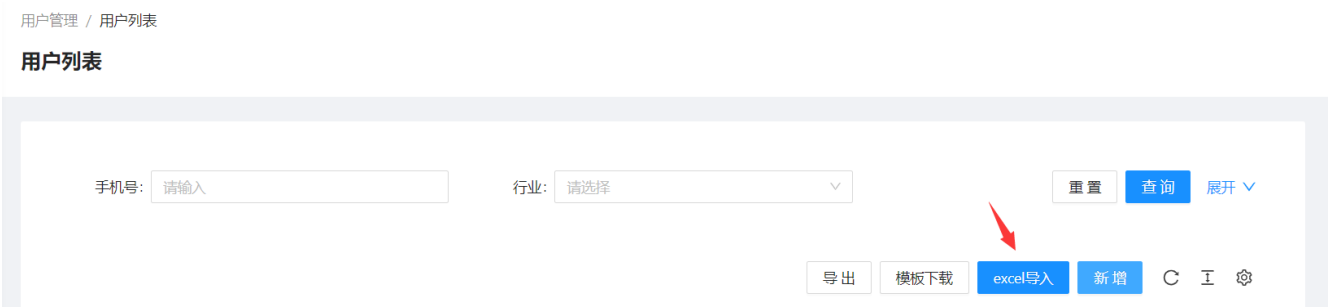 用户管理 / 用户列表
用户列表
手机号: 请输入 行业: 请选择 重置 查询 展开
导出 模板下载 excel导入 新增